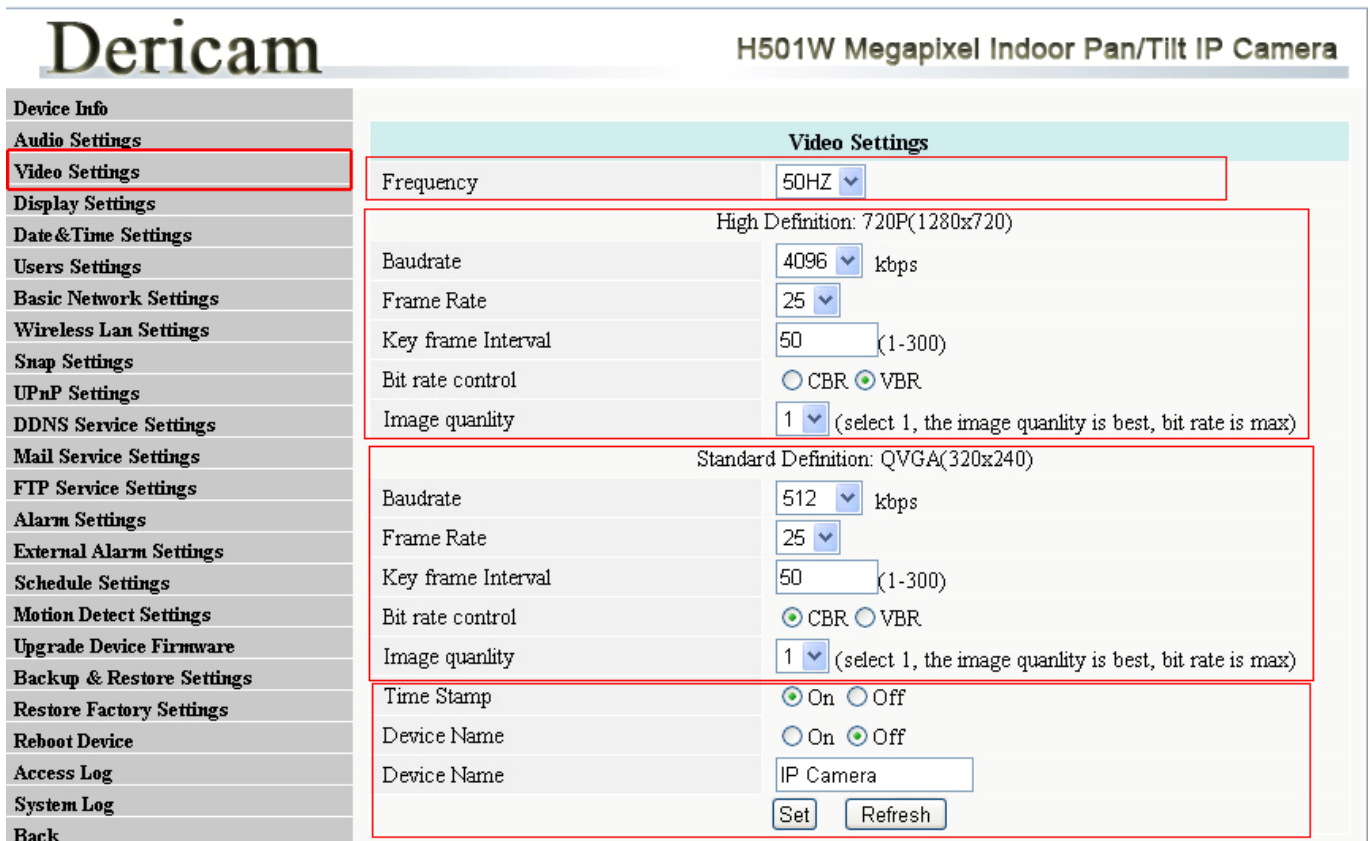 Dericam
H501W Megapixel Indoor Pan/Tilt IP Camera
Device Info
Audio Settings
Video Settings
Display Settings
Date&Time Settings
Users Settings
Basic Network Settings
Wireless Lan Settings
Snap Settings
UPnP Settings
DDNS Service Settings
Mail Service Settings
FTP Service Settings
Alarm Settings
External Alarm Settings
Schedule Settings
Motion Detect Settings
Upgrade Device Firmware
Backup & Restore Settings
Restore Factory Settings
Reboot Device
Access Log
System Log
Back
Video Settings
Frequency 50HZ
High Definition: 720P(1280x720)
Baudrate 4096 kbps
Frame Rate 25
Key frame Interval 50 (1-300)
Bit rate control CBR VBR
Image quanlity 1 (select 1, the image quanlity is best, bit rate is max)
Standard Definition: QVGA(320x240)
Baudrate 512 kbps
Frame Rate 25
Key frame Interval 50 (1-300)
Bit rate control CBR VBR
Image quanlity 1 (select 1, the image quanlity is best, bit rate is max)
Time Stamp On Off
Device Name On Off
Device Name IP Camera
Set Refresh